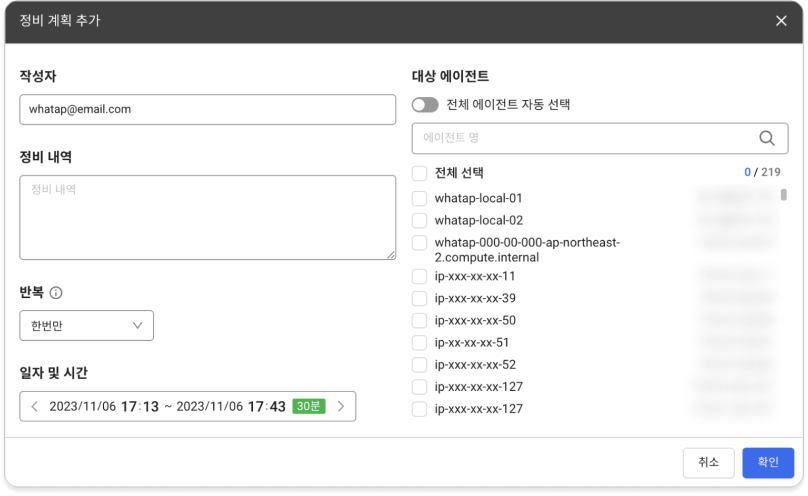 정비 계획 추가
작성자
whatap@email.com
정비 내역
정비 내역
반복
한번만
일자 및 시간
2023/11/06 17:13 ~ 2023/11/06 17:43 30분
대상 에이전트
전체 에이전트 자동 선택
에이전트 명
전체 선택 0 / 219
whatap-local-01
whatap-local-02
whatap-000-00-000-ap-northeast-
2.compute.internal
ip-xxx-xx-xx-11
ip-xxx-xx-xx-39
ip-xxx-xx-xx-50
ip-xx-xx-xx-51
ip-xxx-xx-xx-52
ip-xxx-xx-xx-127
ip-xxx-xx-xx-127
취소 확인